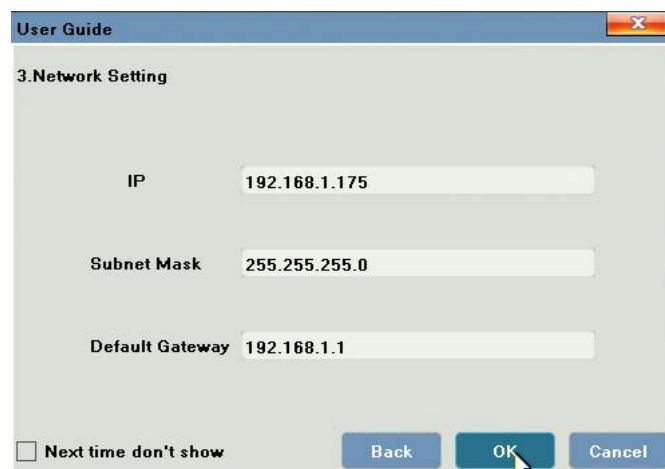 User Guide
3.Network Setting
IP 192.168.1.175
Subnet Mask 255.255.255.0
Default Gateway 192.168.1.1
Next time don't show Back OK Cancel